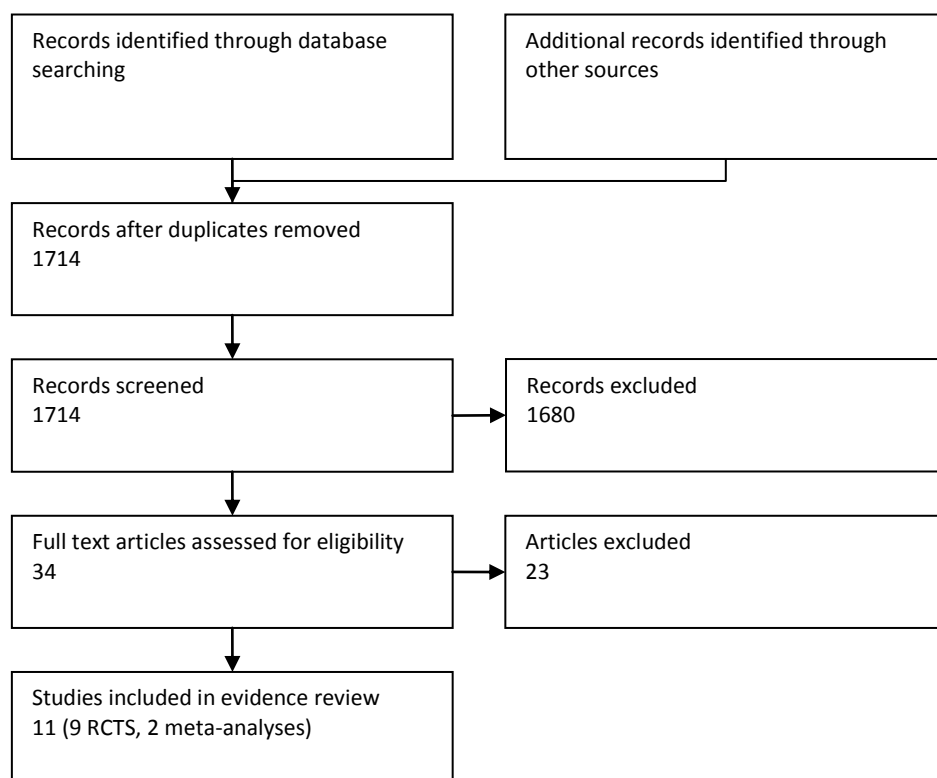 Records identified through database
searching
Additional records identified through
other sources
Records after duplicates removed
1714
Records screened
1714
Records excluded
1680
Full text articles assessed for eligibility
34
Articles excluded
23
Studies included in evidence review
11 (9 RCTS, 2 meta-analyses)